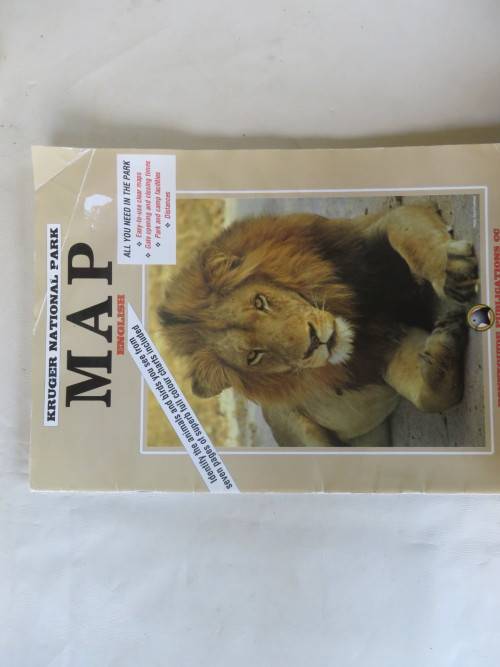 KRUGER NATIONAL PARK
MAP
ENGLISH
ALL YOU NEED IN THE PARK
❖ Easy-to-use clear maps
❖ Gate opening and closing times
❖ Park and camp facilities
❖ Distances
Identify the animals and birds you see from
seven pages of superb full colour charts included